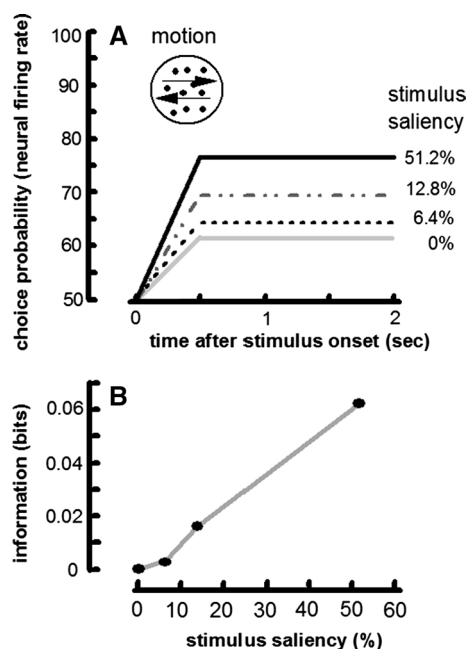 A
motion
choice probability (neural firing rate)
100
90
80
70
60
50
stimulus
saliency
51.2%
12.8%
6.4%
0%
0
1
2
time after stimulus onset (sec)
B
information (bits)
0.06
0.04
0.02
0
0
10
20
30
40
50
60
stimulus saliency (%)